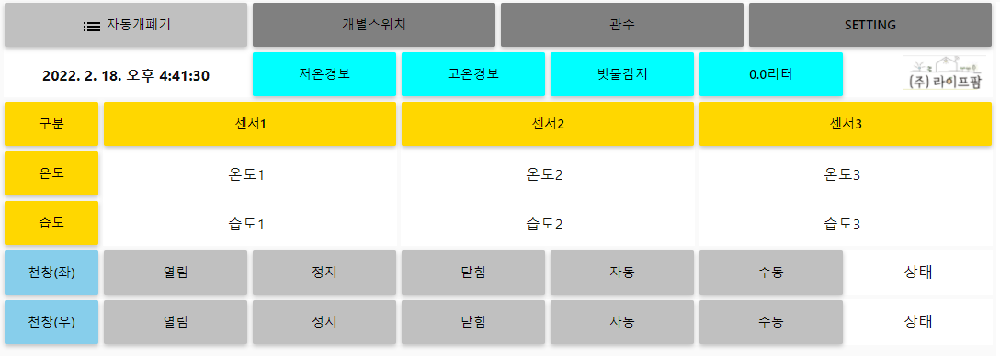 자동개폐기 개별스위치 관수 SETTING
2022. 2. 18. 오후 4:41:30 저온경보 고온경보 빗물감지 0.0리터 (주) 라이프팜
구분 센서1 센서2 센서3
온도 온도1 온도2 온도3
습도 습도1 습도2 습도3
천창(좌) 열림 정지 닫힘 자동 수동 상태
천창(우) 열림 정지 닫힘 자동 수동 상태